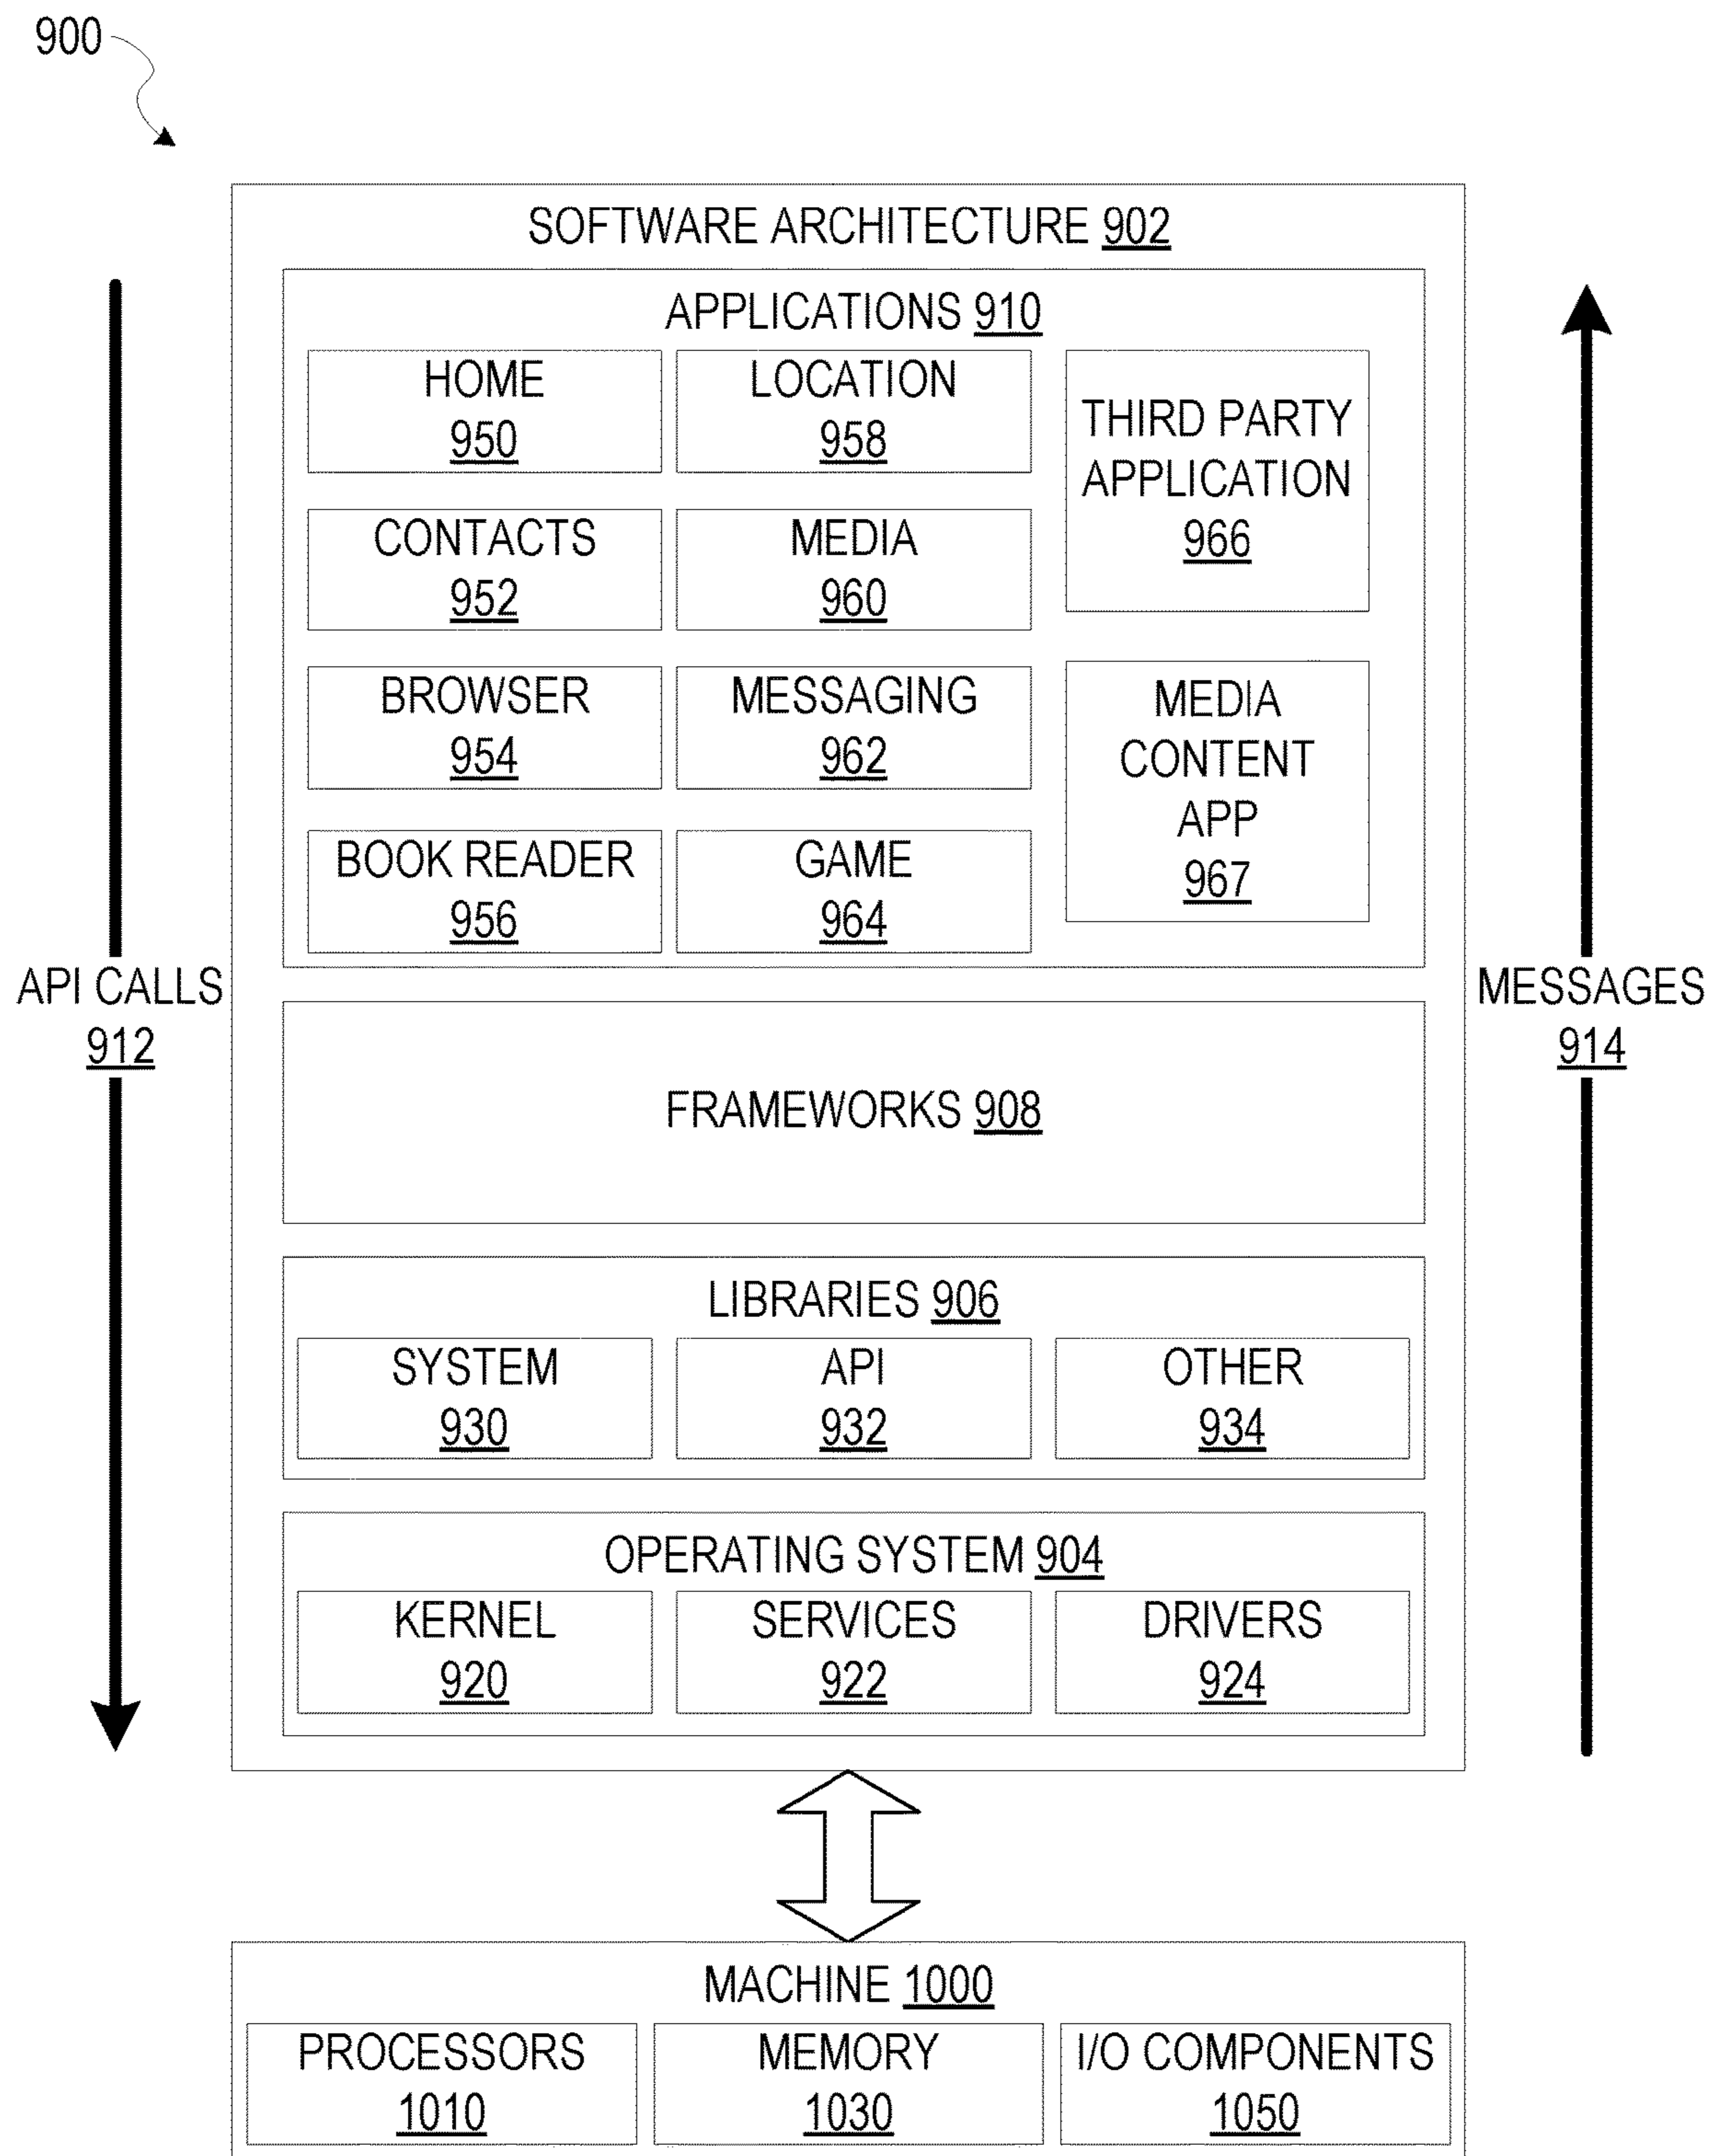 900
SOFTWARE ARCHITECTURE 902
APPLICATIONS 910
HOME
950
LOCATION
958
THIRD PARTY
APPLICATION
966
CONTACTS
952
MEDIA
960
BROWSER
954
MESSAGING
962
MEDIA
CONTENT
APP
967
BOOK READER
956
GAME
964
API CALLS
912
MESSAGES
914
FRAMEWORKS 908
LIBRARIES 906
SYSTEM
930
API
932
OTHER
934
OPERATING SYSTEM 904
KERNEL
920
SERVICES
922
DRIVERS
924
MACHINE 1000
PROCESSORS
1010
MEMORY
1030
I/O COMPONENTS
1050